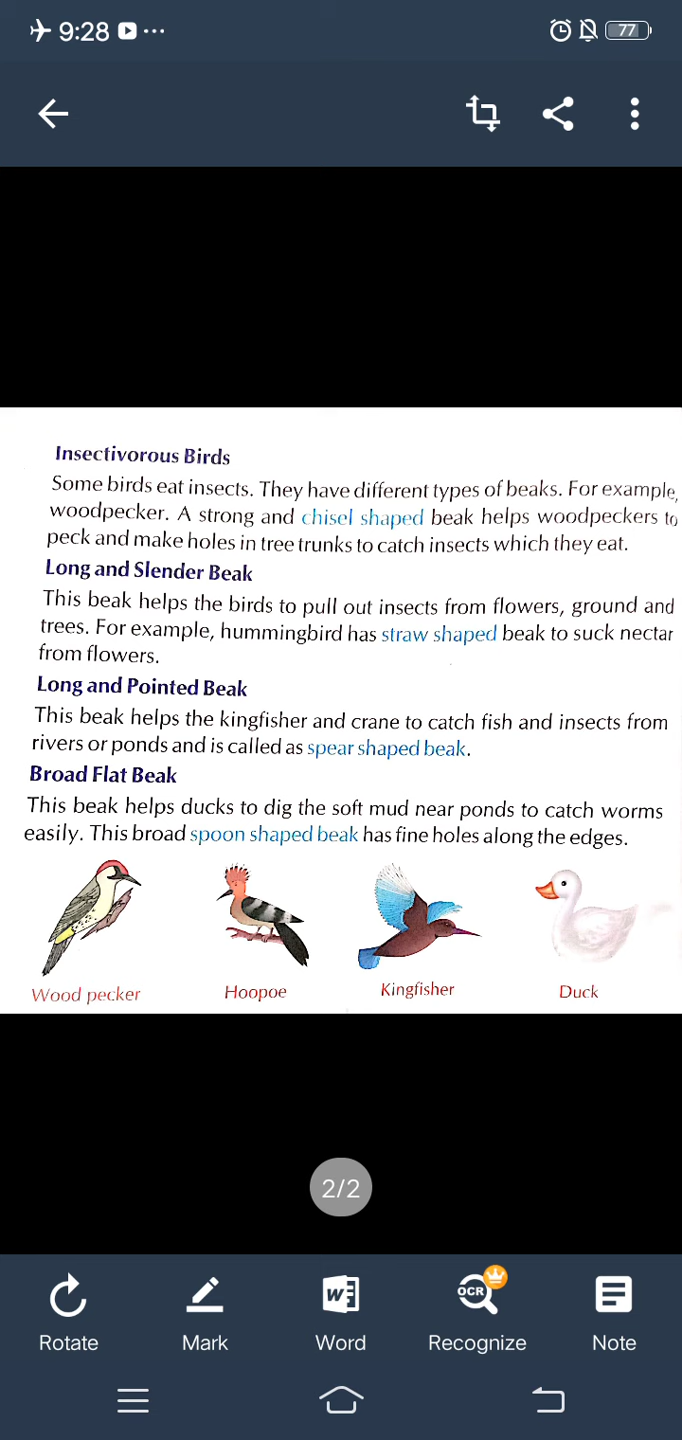 9:28
77
Insectivorous Birds
Some birds eat insects. They have different types of beaks. For example,
woodpecker. A strong and chisel shaped beak helps woodpeckers to
peck and make holes in tree trunks to catch insects which they eat.
Long and Slender Beak
This beak helps the birds to pull out insects from flowers, ground and
trees. For example, hummingbird has straw shaped beak to suck nectar
from flowers.
Long and Pointed Beak
This beak helps the kingfisher and crane to catch fish and insects from
rivers or ponds and is called as spear shaped beak.
Broad Flat Beak
This beak helps ducks to dig the soft mud near ponds to catch worms
easily. This broad spoon shaped beak has fine holes along the edges.
Wood pecker Hoopoe Kingfisher Duck
2/2
W OCR
Rotate Mark Word Recognize Note